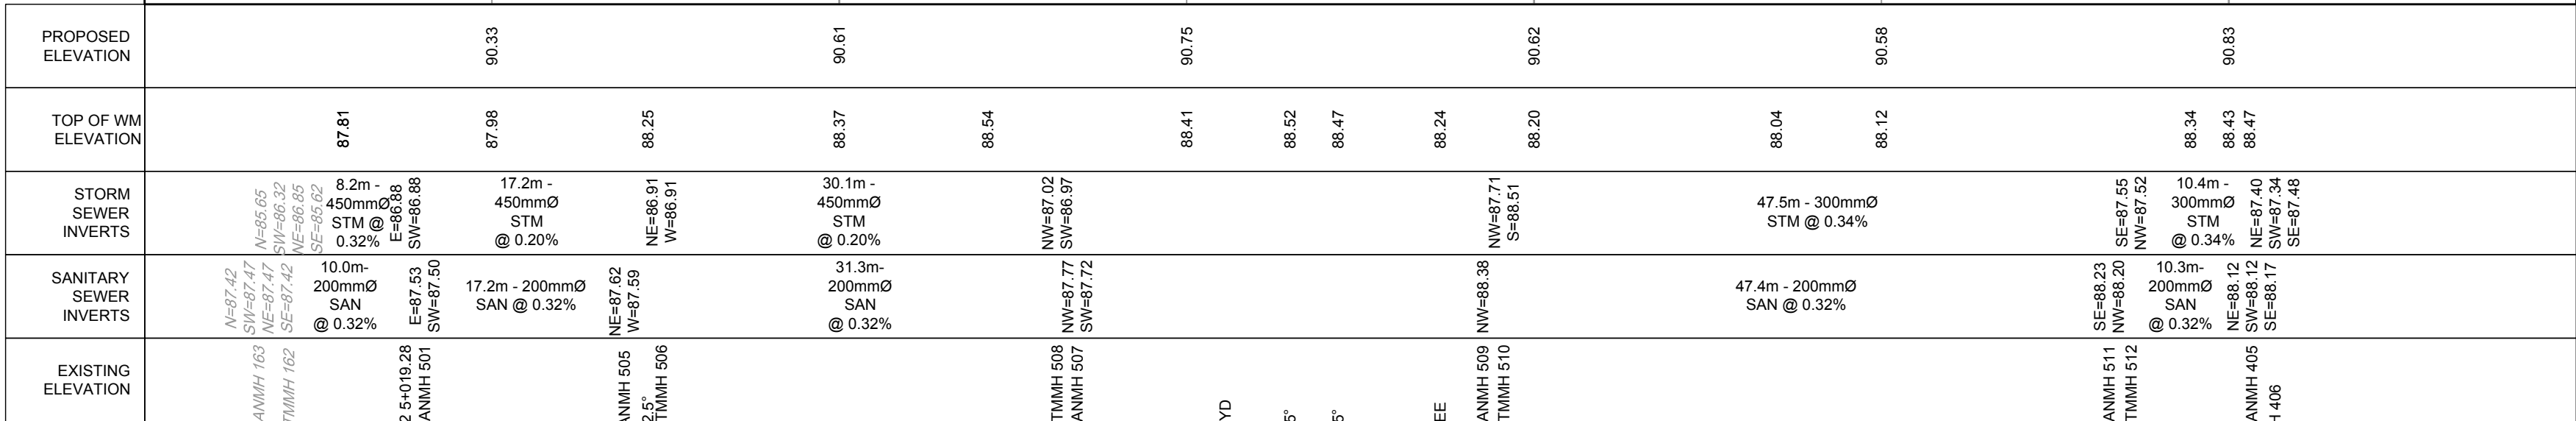 PROPOSED
ELEVATION
90.33
90.61
90.75
90.62
90.58
90.83
TOP OF WM
ELEVATION
87.81
87.98
88.25
88.37
88.54
88.41
88.52
88.47
88.24
88.20
88.04
88.12
88.34
88.43
88.47
STORM
SEWER
INVERTS
N=85.65
SW=86.32
NE=86.85
SE=85.62
8.2m -
450mmØ
STM @
0.32%
E=86.88
SW=86.88
17.2m -
450mmØ
STM
@ 0.20%
NE=86.91
W=86.91
30.1m -
450mmØ
STM
@ 0.20%
NW=87.02
SW=86.97
NW=87.71
S=88.51
47.5m - 300mmØ
STM @ 0.34%
SE=87.55
NW=87.52
10.4m -
300mmØ
STM
@ 0.34%
NE=87.40
SW=87.34
SE=87.48
SANITARY
SEWER
INVERTS
N=87.42
SW=87.47
NE=87.47
SE=87.42
10.0m-
200mmØ
SAN
@ 0.32%
E=87.53
SW=87.50
17.2m - 200mmØ
SAN @ 0.32%
NE=87.62
W=87.59
31.3m-
200mmØ
SAN
@ 0.32%
NW=87.77
SW=87.72
NW=88.38
47.4m - 200mmØ
SAN @ 0.32%
SE=88.23
NW=88.20
10.3m-
200mmØ
SAN
@ 0.32%
NE=88.12
SW=88.12
SE=88.17
EXISTING
ELEVATION
ANMH 163
TMMH 162
2 5+019.28
ANMH 501
ANMH 505
2.5°
TMMH 506
TMMH 508
ANMH 507
YD
5°
5°
EE
ANMH 509
TMMH 510
ANMH 511
TMMH 512
ANMH 405
H 406